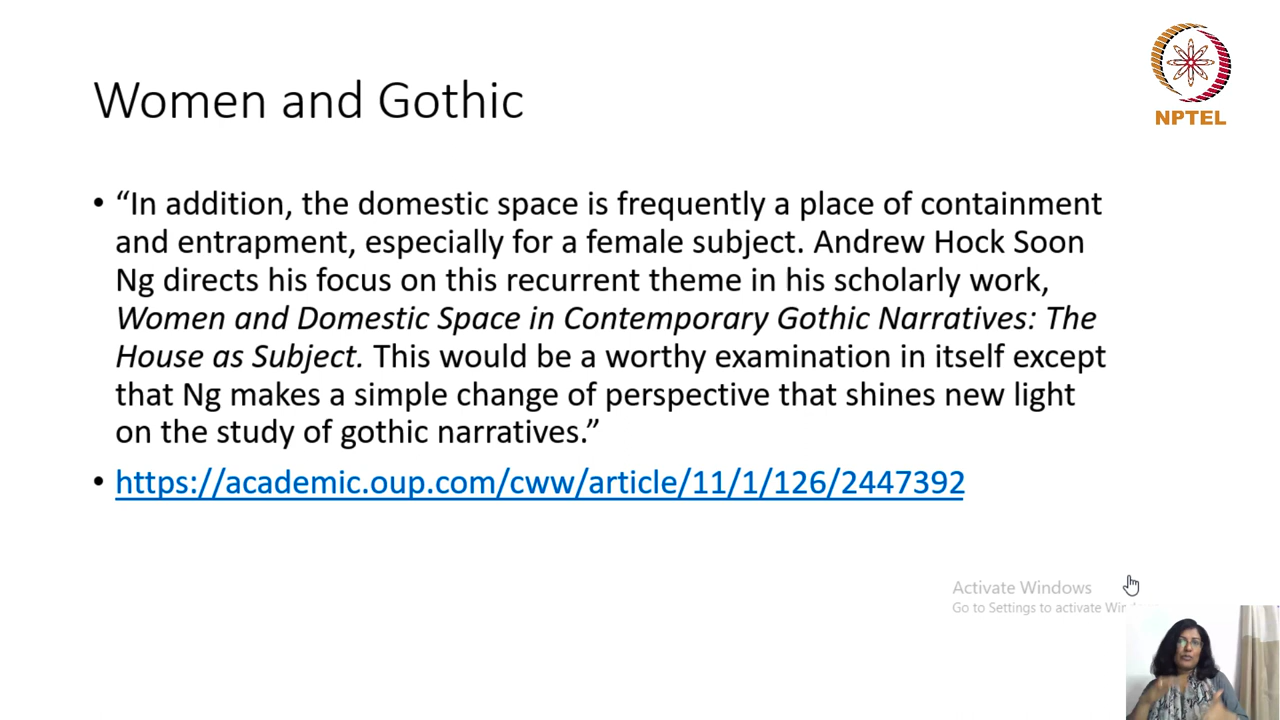 NPTEL
Women and Gothic
• “In addition, the domestic space is frequently a place of containment
and entrapment, especially for a female subject. Andrew Hock Soon
Ng directs his focus on this recurrent theme in his scholarly work,
Women and Domestic Space in Contemporary Gothic Narratives: The
House as Subject. This would be a worthy examination in itself except
that Ng makes a simple change of perspective that shines new light
on the study of gothic narratives.”
• https://academic.oup.com/cww/article/11/1/126/2447392
Activate Windows
Go to Settings to activate